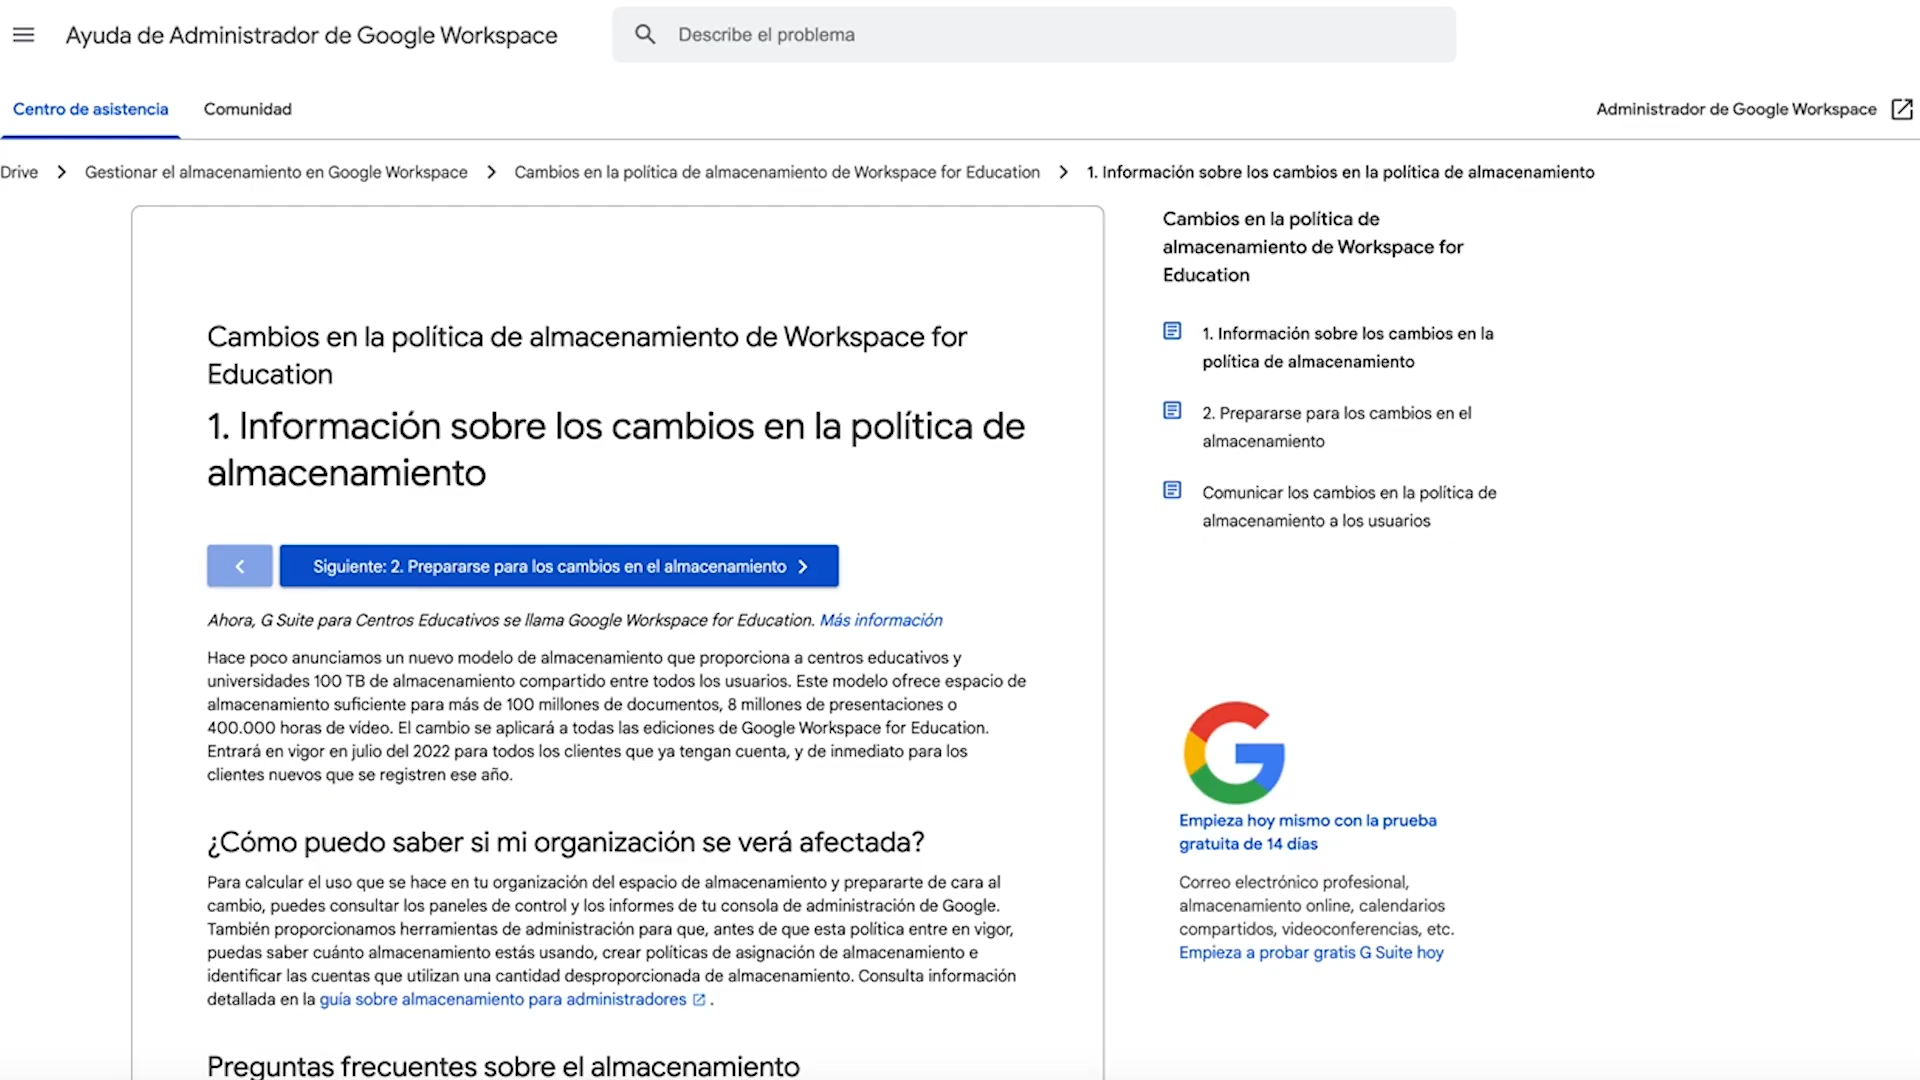 Ayuda de Administrador de Google Workspace
Describe el problema
Centro de asistencia
Comunidad
Administrador de Google Workspace
Drive
Gestionar el almacenamiento en Google Workspace
Cambios en la política de almacenamiento de Workspace for Education
1. Información sobre los cambios en la política de almacenamiento
Cambios en la política de almacenamiento de Workspace for
Education
1. Información sobre los cambios en la política de
almacenamiento
Siguiente: 2. Prepararse para los cambios en el almacenamiento
Ahora, G Suite para Centros Educativos se llama Google Workspace for Education. Más información
Hace poco anunciamos un nuevo modelo de almacenamiento que proporciona a centros educativos y
universidades 100 TB de almacenamiento compartido entre todos los usuarios. Este modelo ofrece espacio de
almacenamiento suficiente para más de 100 millones de documentos, 8 millones de presentaciones o
400.000 horas de vídeo. El cambio se aplicará a todas las ediciones de Google Workspace for Education.
Entrará en vigor en julio del 2022 para todos los clientes que ya tengan cuenta, y de inmediato para los
clientes nuevos que se registren ese año.
¿Cómo puedo saber si mi organización se verá afectada?
Para calcular el uso que se hace en tu organización del espacio de almacenamiento y prepararte de cara al
cambio, puedes consultar los paneles de control y los informes de tu consola de administración de Google.
También proporcionamos herramientas de administración para que, antes de que esta política entre en vigor,
puedas saber cuánto almacenamiento estás usando, crear políticas de asignación de almacenamiento e
identificar las cuentas que utilizan una cantidad desproporcionada de almacenamiento. Consulta información
detallada en la guía sobre almacenamiento para administradores .
Preguntas frecuentes sobre el almacenamiento
Cambios en la política de
almacenamiento de Workspace for
Education
1. Información sobre los cambios en la
política de almacenamiento
2. Prepararse para los cambios en el
almacenamiento
Comunicar los cambios en la política de
almacenamiento a los usuarios
Empieza hoy mismo con la prueba
gratuita de 14 días
Correo electrónico profesional,
almacenamiento online, calendarios
compartidos, videoconferencias, etc.
Empieza a probar gratis G Suite hoy